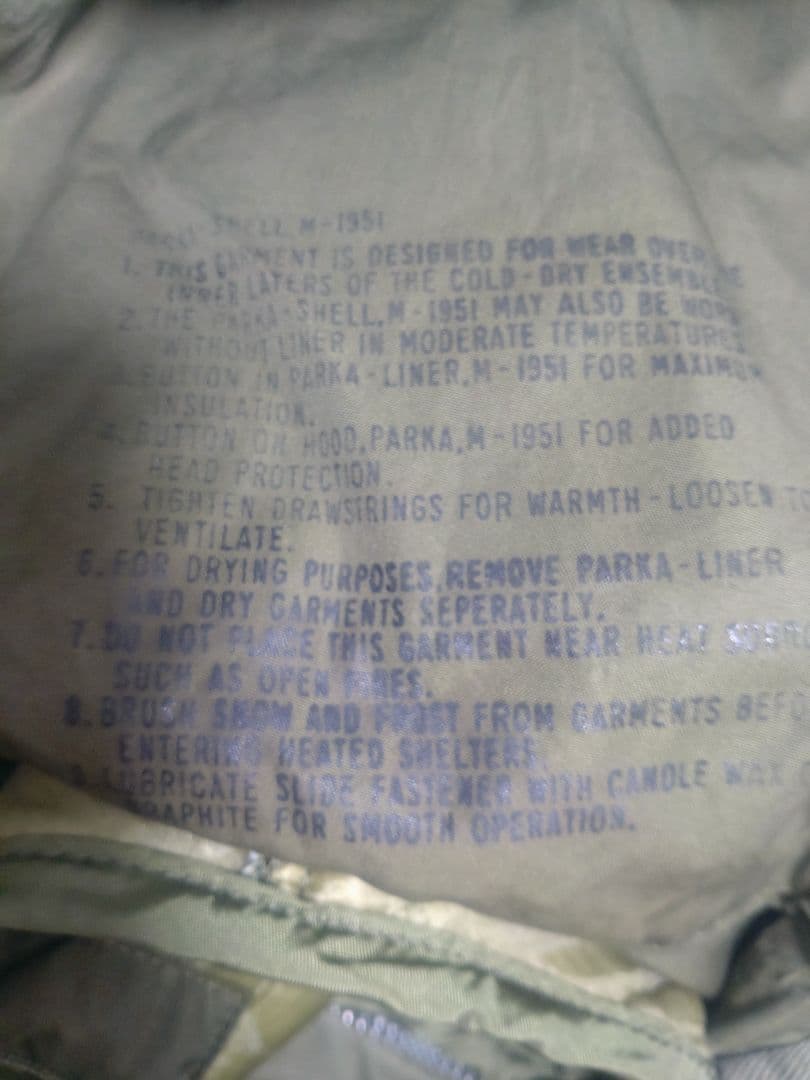 PARKA-SHELL, M-1951
1. THIS GARMENT IS DESIGNED FOR WEAR OVER
INNER LAYERS OF THE COLD-DRY ENSEMBLE
2. THE PARKA-SHELL, M-1951 MAY ALSO BE WORN
WITHOUT LINER IN MODERATE TEMPERATURES
3. BUTTON IN PARKA-LINER, M-1951 FOR MAXIMUM
INSULATION.
4. BUTTON ON HOOD, PARKA, M-1951 FOR ADDED
HEAD PROTECTION.
5. TIGHTEN DRAWSTRINGS FOR WARMTH-LOOSEN TO
VENTILATE.
6. FOR DRYING PURPOSES, REMOVE PARKA-LINER
AND DRY GARMENTS SEPERATELY.
7. DO NOT PLACE THIS GARMENT NEAR HEAT
SUCH AS OPEN FIRES.
8. BRUSH SNOW AND FROST FROM GARMENTS
ENTERING HEATED SHELTERS.
9. LUBRICATE SLIDE FASTENER WITH CANDLE WAX
GRAPHITE FOR SMOOTH OPERATION.